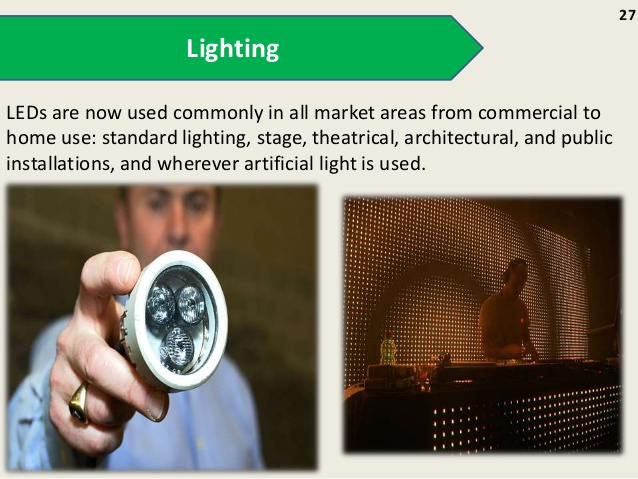 27
Lighting
LEDs are now used commonly in all market areas from commercial to
home use: standard lighting, stage, theatrical, architectural, and public
installations, and wherever artificial light is used.